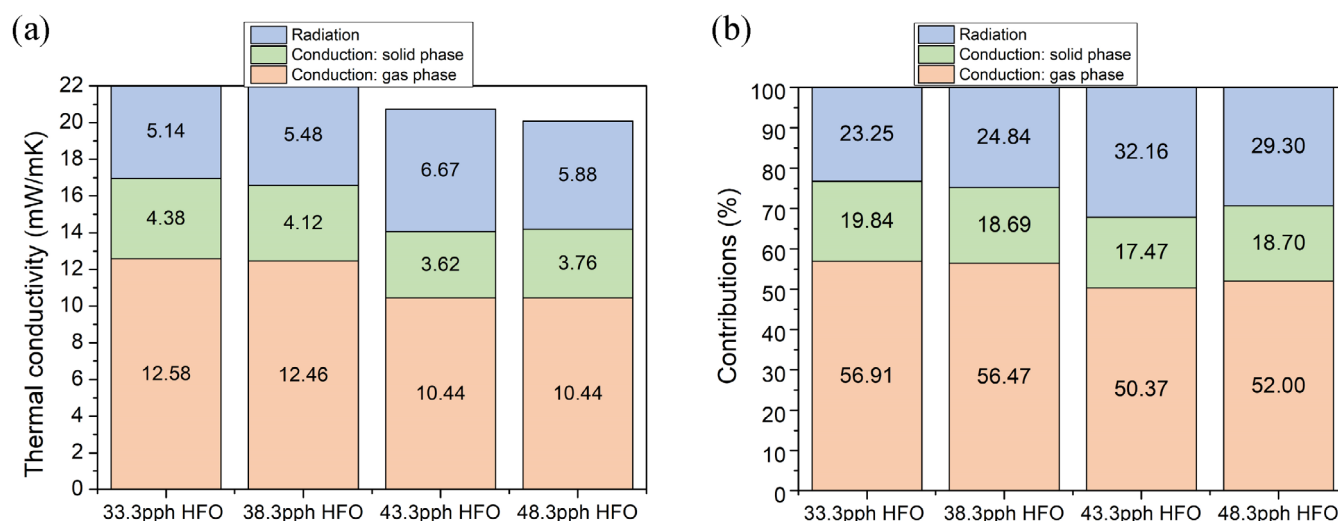 (a)
Radiation
Conduction: solid phase
Conduction: gas phase
Thermal conductivity (mW/mK)
22
20
18
16
14
12
10
8
6
4
2
0
5.14
5.48
6.67
5.88
4.38
4.12
3.62
3.76
12.58
12.46
10.44
10.44
33.3pph HFO
38.3pph HFO
43.3pph HFO
48.3pph HFO
(b)
Radiation
Conduction: solid phase
Conduction: gas phase
Contributions (%)
100
90
80
70
60
50
40
30
20
10
0
23.25
24.84
32.16
29.30
19.84
18.69
17.47
18.70
56.91
56.47
50.37
52.00
33.3pph HFO
38.3pph HFO
43.3pph HFO
48.3pph HFO